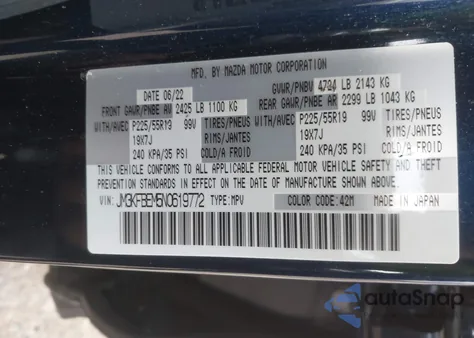 MFD. BY MAZDA MOTOR CORPORATION
DATE 06/22 GVWR/PNBV 4724 LB 2143 KG
FRONT GAWR/PNBE AV 2425 LB 1100 KG REAR GAWR/PNBE AR 2299 LB 1043 KG
WITH/AVEC P225/55R19 99V TIRES/PNEUS WITH/AVEC P225/55R19 99V TIRES/PNEUS
19X7J RIMS/JANTES 19X7J RIMS/JANTES
240 KPA/35 PSI COLD/A FROID 240 KPA/35 PSI COLD/A FROID
THIS VEHICLE CONFORMS TO ALL APPLICABLE FEDERAL MOTOR VEHICLE SAFETY, BUMPER, AND THEFT
PREVENTION STANDARDS IN EFFECT ON THE DATE OF MANUFACTURE SHOWN ABOVE.
VIN: JM3KFBEM5N0619772 TYPE:MPV COLOR CODE:42M MADE IN JAPAN
autoSnap